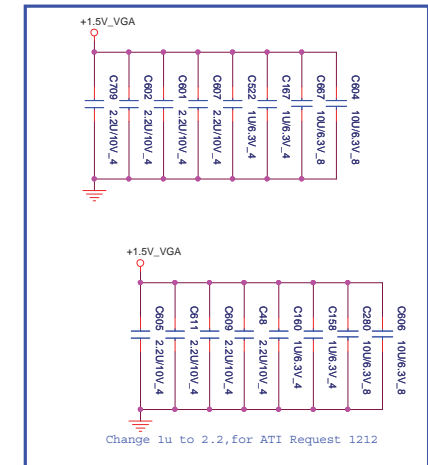 +1.5V_VGA
C709 2.2U/10V_4
C602 2.2U/10V_4
C601 2.2U/10V_4
C607 2.2U/10V_4
C522 1U/6.3V_4
C167 1U/6.3V_4
C667 10U/6.3V_8
C604 10U/6.3V_8
+1.5V_VGA
C605 2.2U/10V_4
C611 2.2U/10V_4
C609 2.2U/10V_4
C48 2.2U/10V_4
C160 1U/6.3V_4
C158 1U/6.3V_4
C280 10U/6.3V_8
C606 10U/6.3V_8
Change 1u to 2.2,for ATI Request 1212